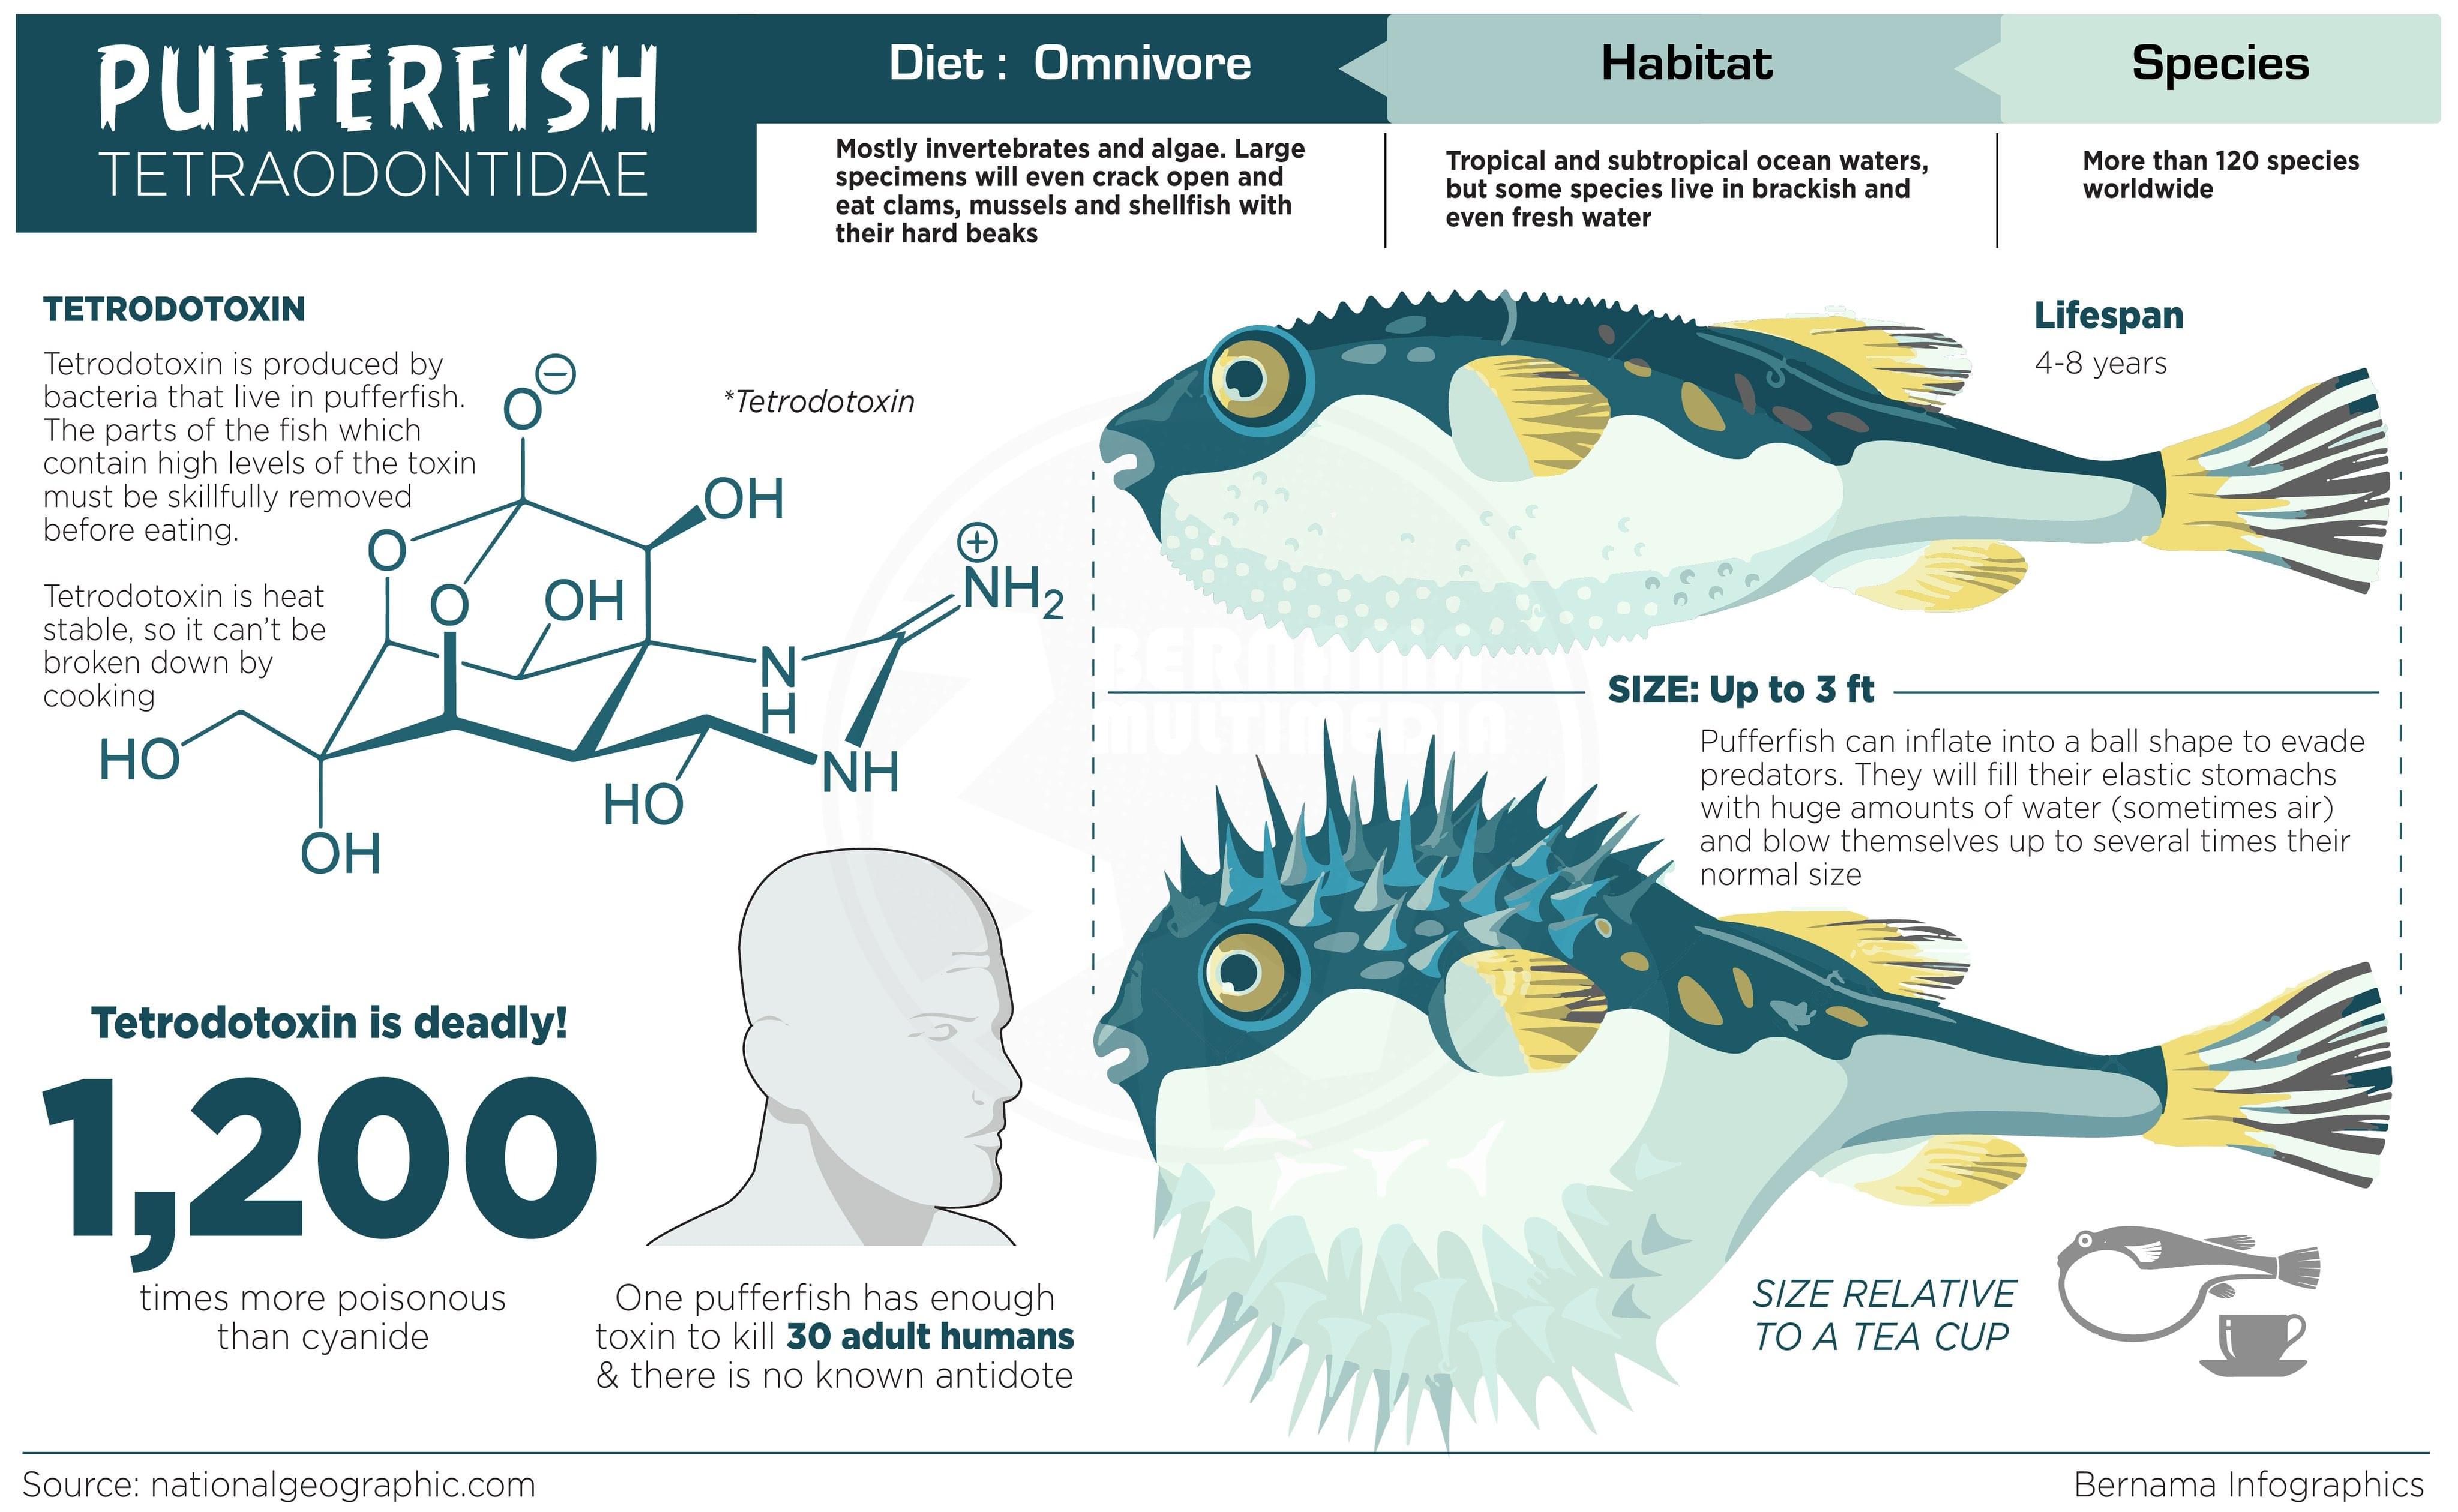 PUFFERFISH
TETRAODONTIDAE
Diet : Omnivore
Mostly invertebrates and algae. Large
specimens will even crack open and
eat clams, mussels and shellfish with
their hard beaks
Habitat
Tropical and subtropical ocean waters,
but some species live in brackish and
even fresh water
Species
More than 120 species
worldwide
TETRODOTOXIN
Tetrodotoxin is produced by
bacteria that live in pufferfish.
The parts of the fish which
contain high levels of the toxin
must be skillfully removed
before eating.
Tetrodotoxin is heat
stable, so it can't be
broken down by
cooking
*Tetrodotoxin
O⊖
OH
O
O
OH
⊕
NH2
N
H
HO
NH
HO
OH
Lifespan
4-8 years
BERNAMA
MULTIMEDIA
SIZE: Up to 3 ft
Pufferfish can inflate into a ball shape to evade
predators. They will fill their elastic stomachs
with huge amounts of water (sometimes air)
and blow themselves up to several times their
normal size
Tetrodotoxin is deadly!
1,200
times more poisonous
than cyanide
One pufferfish has enough
toxin to kill 30 adult humans
& there is no known antidote
SIZE RELATIVE
TO A TEA CUP
Source: nationalgeographic.com
Bernama Infographics